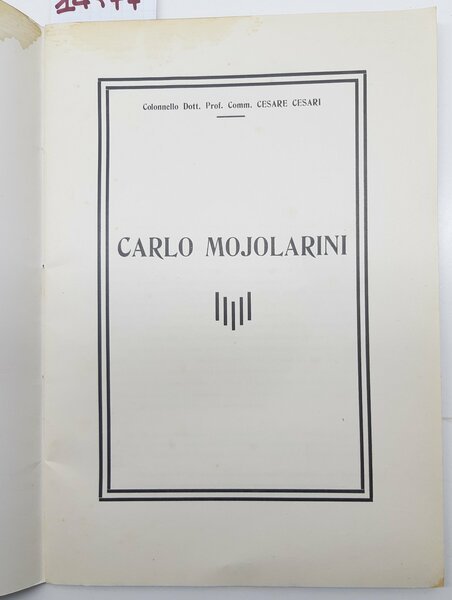 Colonnello Dott. Prof. Comm. CESARE CESARI
CARLO MOJOLARINI